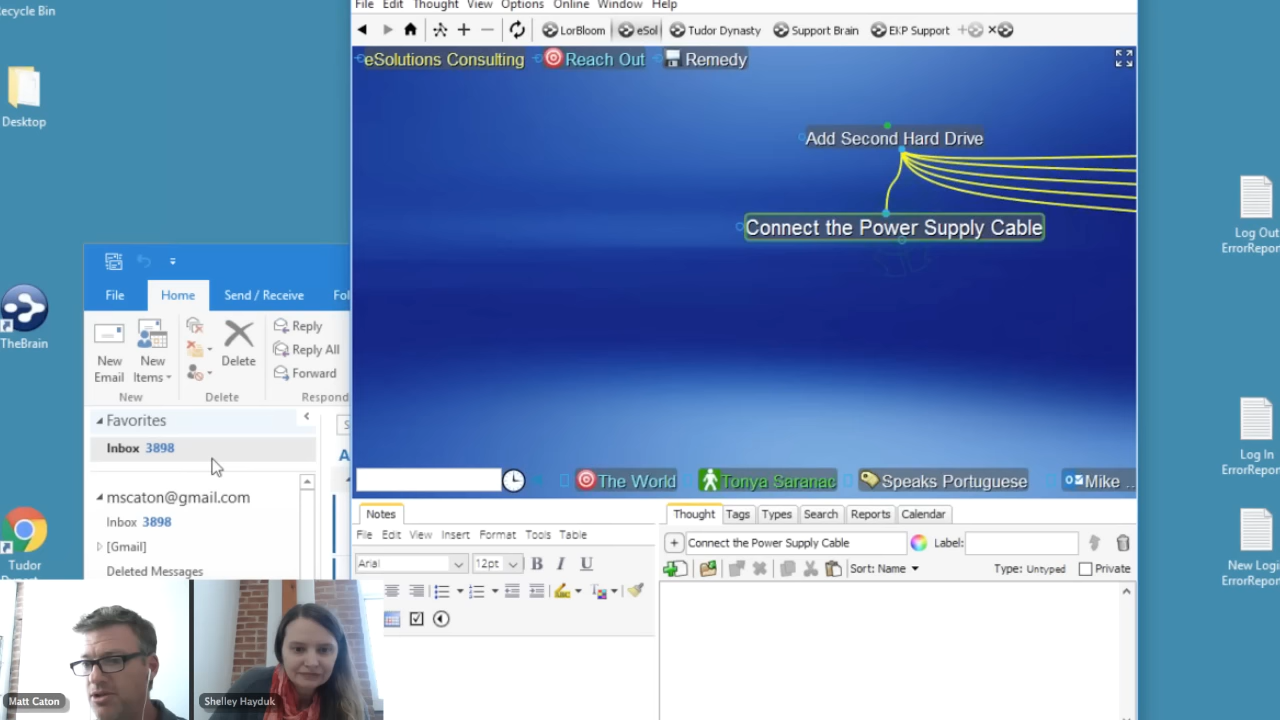 ecycle Bin
Desktop
TheBrain
Tudor
File Edit Thought View Options Online Window Help
LorBloom eSol Tudor Dynasty Support Brain EKP Support
eSolutions Consulting Reach Out Remedy
Add Second Hard Drive
Connect the Power Supply Cable
The World Tonya Saranac Speaks Portuguese Mike ...
File Home Send / Receive Fol
New Email
New Items
Delete
Reply
Reply All
Forward
New Delete Respond
Favorites
Inbox 3898
mscaton@gmail.com
Inbox 3898
[Gmail]
Deleted Messages
Notes
File Edit View Insert Format Tools Table
Arial 12pt B I U
Thought Tags Types Search Reports Calendar
Connect the Power Supply Cable Label:
Sort: Name Type: Untyped Private
Log Out
ErrorRepor
Log In
ErrorRepor
New Logi
ErrorRepor
Matt Caton
Shelley Hayduk